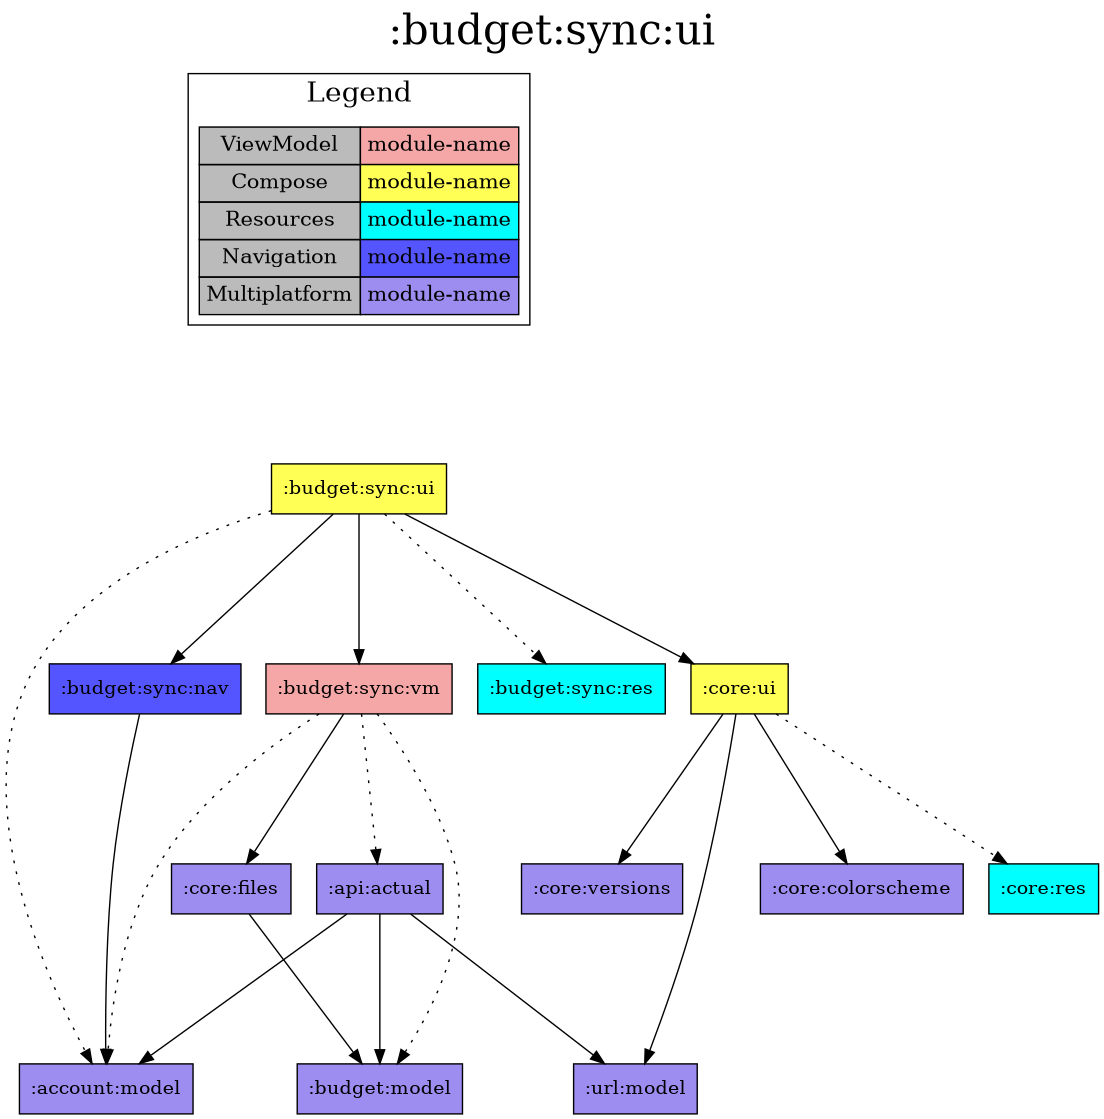 :budget:sync:ui
Legend
ViewModel module-name
Compose module-name
Resources module-name
Navigation module-name
Multiplatform module-name
:budget:sync:ui
:budget:sync:nav
:budget:sync:vm
:budget:sync:res
:core:ui
:core:files
:api:actual
:core:versions
:core:colorscheme
:core:res
:account:model
:budget:model
:url:model